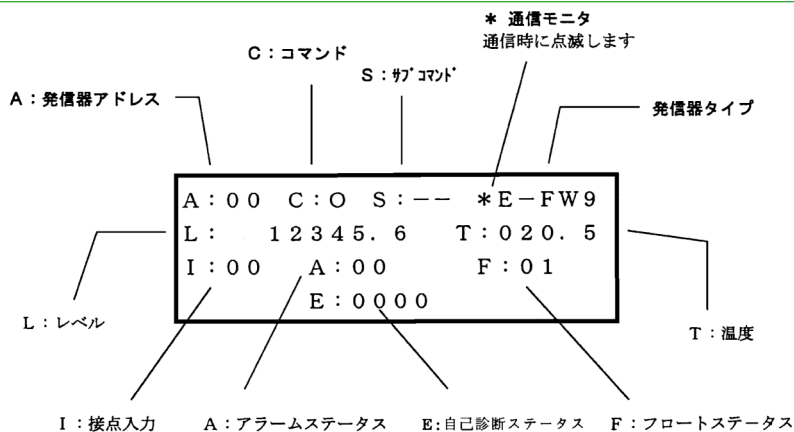 * 通信モニタ
通信時に点滅します
C：コマンド
S：ｻﾌﾞｺﾏﾝﾄﾞ
A：発信器アドレス
発信器タイプ
A：００ C：O S：－－ *E－FW9
L： 12345．6 T：020．5
I：00 A：00 F：01
E：0000
L：レベル
T：温度
I：接点入力 A：アラームステータス E:自己診断ステータス F：フロートステータス